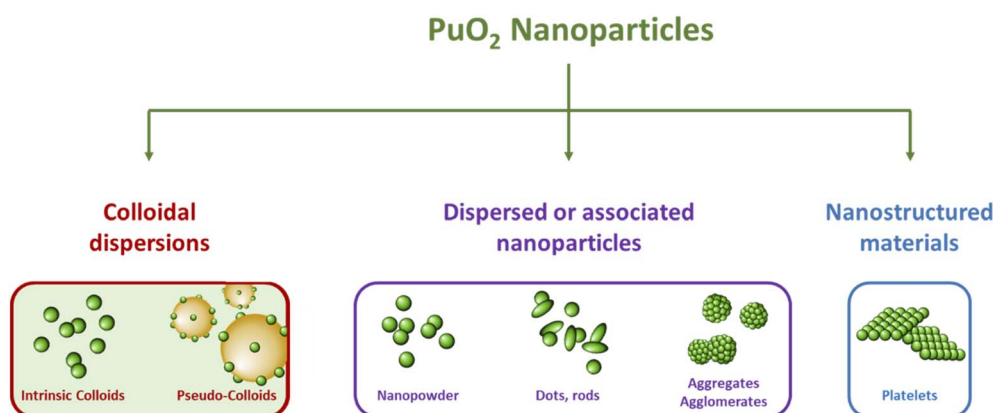 PuO₂ Nanoparticles
Colloidal
dispersions
Dispersed or associated
nanoparticles
Nanostructured
materials
Intrinsic Colloids
Pseudo-Colloids
Nanopowder
Dots, rods
Aggregates
Agglomerates
Platelets